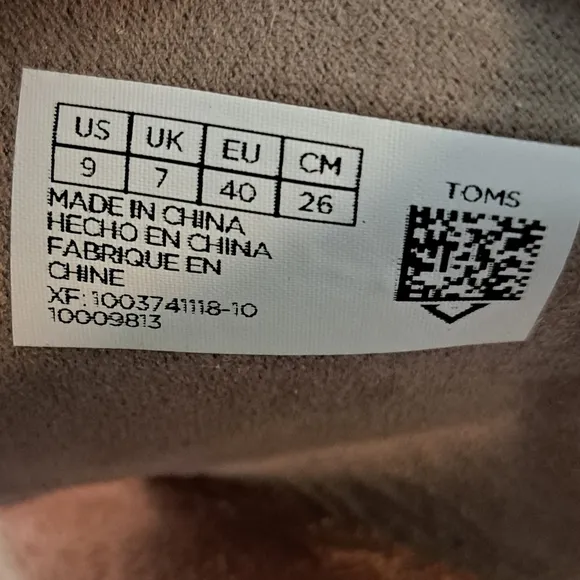 US UK EU CM
9 7 40 26
MADE IN CHINA
HECHO EN CHINA
FABRIQUE EN
CHINE
XF: 1003741118-10
10009813
TOMS